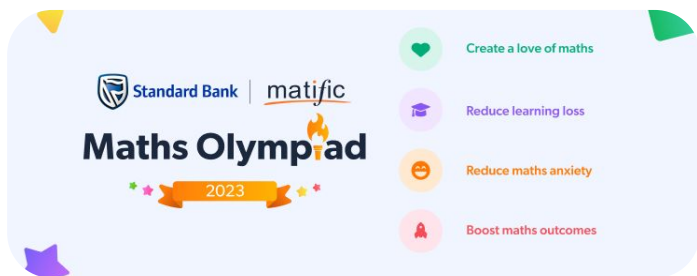 Standard Bank | matific
Maths Olympiad
2023
Create a love of maths
Reduce learning loss
Reduce maths anxiety
Boost maths outcomes